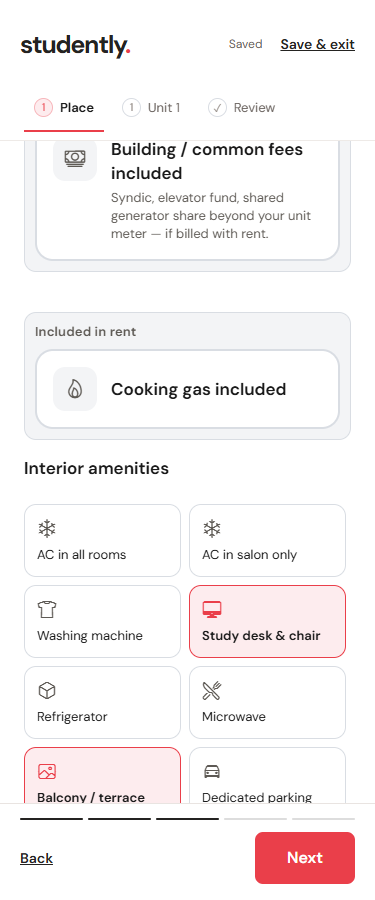 studently.
Saved
Save & exit
1 Place
1 Unit 1
✓ Review
Building / common fees
included
Syndic, elevator fund, shared
generator share beyond your unit
meter — if billed with rent.
Included in rent
Cooking gas included
Interior amenities
AC in all rooms
AC in salon only
Washing machine
Study desk & chair
Refrigerator
Microwave
Balcony / terrace
Dedicated parking
Back
Next